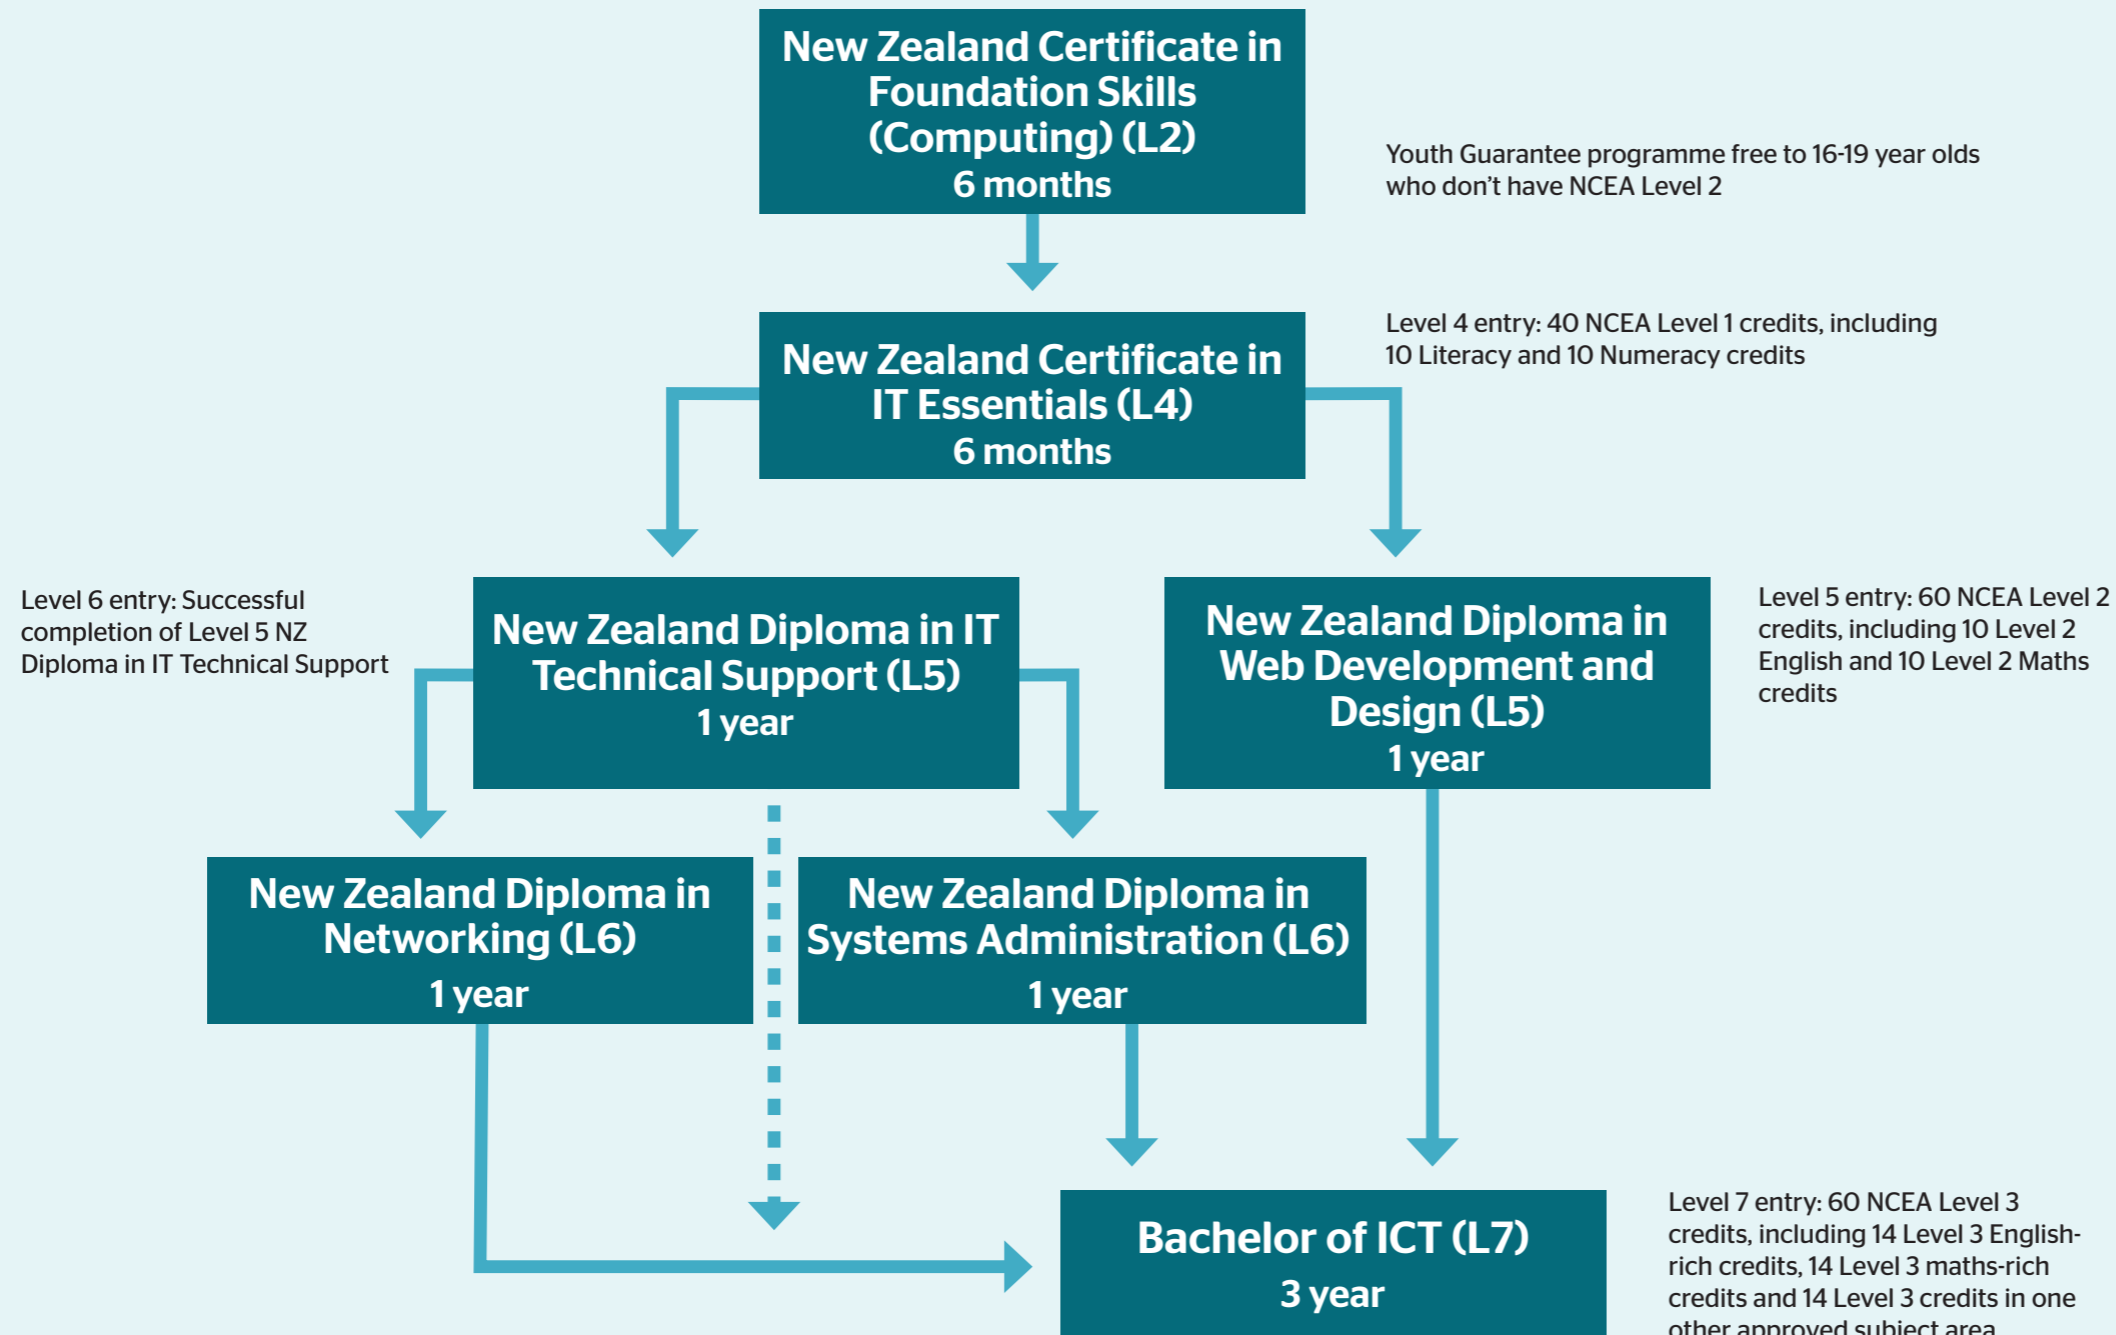 New Zealand Certificate in
Foundation Skills
(Computing) (L2)
6 months
Youth Guarantee programme free to 16-19 year olds
who don't have NCEA Level 2
New Zealand Certificate in
IT Essentials (L4)
6 months
Level 4 entry: 40 NCEA Level 1 credits, including
10 Literacy and 10 Numeracy credits
Level 6 entry: Successful
completion of Level 5 NZ
Diploma in IT Technical Support
New Zealand Diploma in IT
Technical Support (L5)
1 year
New Zealand Diploma in
Web Development and
Design (L5)
1 year
Level 5 entry: 60 NCEA Level 2
credits, including 10 Level 2
English and 10 Level 2 Maths
credits
New Zealand Diploma in
Networking (L6)
1 year
New Zealand Diploma in
Systems Administration (L6)
1 year
Bachelor of ICT (L7)
3 year
Level 7 entry: 60 NCEA Level 3
credits, including 14 Level 3 English-
rich credits, 14 Level 3 maths-rich
credits and 14 Level 3 credits in one
other approved subject area